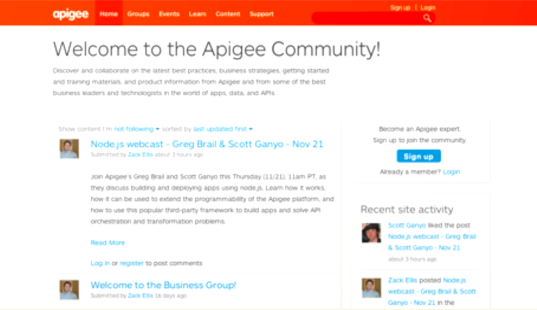 Sign up | Login
apigee Home Groups Events Learn Content Support
Welcome to the Apigee Community!
Discover and collaborate on the latest best practices, business strategies, getting started
and training materials, and product information from Apigee and from some of the best
business leaders and technologists in the world of apps, data, and APIs
Show content I'm not following sorted by last updated first
Node.js webcast - Greg Brail & Scott Ganyo - Nov 21
Submitted by Zack Ellis about 3 hours ago
Join Apigee's Greg Brail and Scott Ganyo this Thursday (11/21), 11am PT, as
they discuss building and deploying apps using node.js. Learn how it works,
how it can be used to extend the programmability of the Apigee platform, and
how to use this popular third-party framework to build apps and solve API
orchestration and transformation problems.
Read More
Log in or register to post comments
Welcome to the Business Group!
Submitted by Zack Ellis 16 days ago
Become an Apigee expert.
Sign up to join the community.
Sign up
Already a member? Login
Recent site activity
Scott Ganyo liked the post
Node.js webcast - Greg Brail
& Scott Ganyo - Nov 21
about 3 hours ago
Zack Ellis posted Node.js
webcast - Greg Brail & Scott
Ganyo - Nov 21 in the